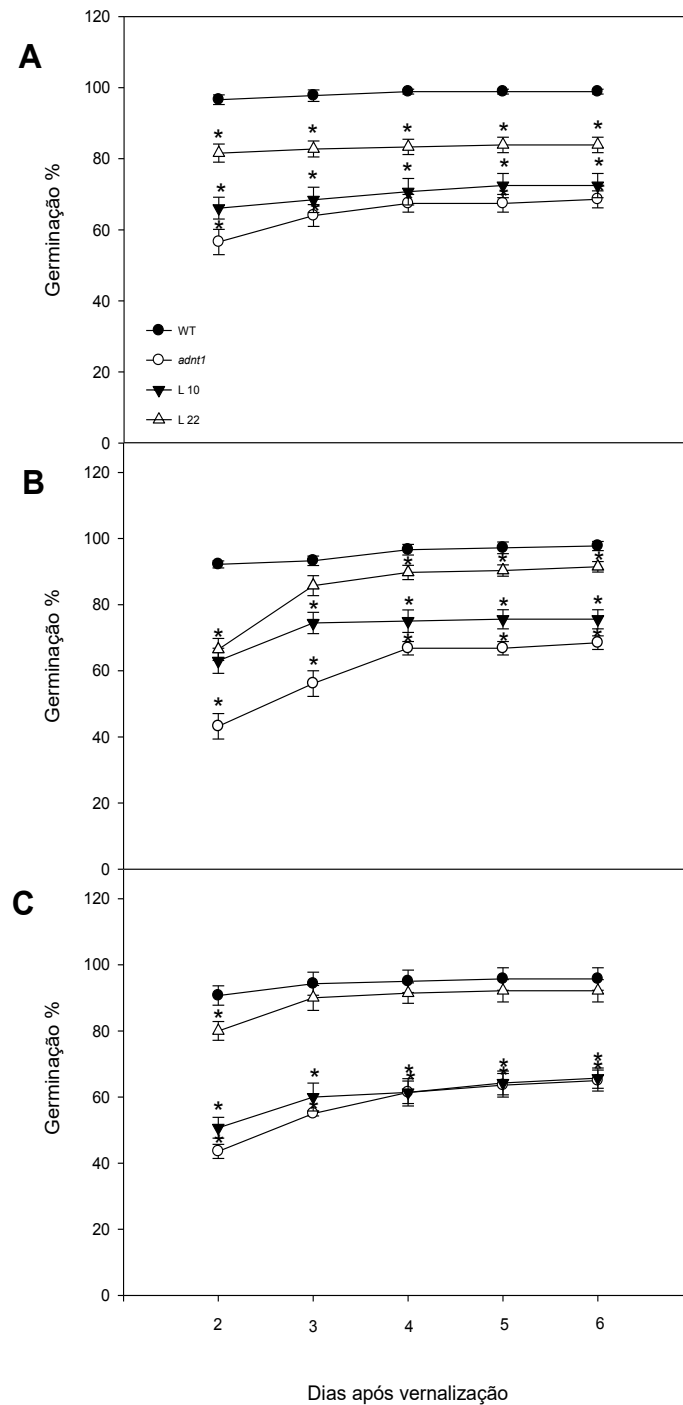 A
120
100
80
60
40
20
0
Germinação %
WT
adnt1
L 10
L 22
* * * * *
* * * * *
* * * * *
B
120
100
80
60
40
20
0
Germinação %
* * * *
* * * *
* * * * *
C
120
100
80
60
40
20
0
Germinação %
*
* * * * *
* * * * *
2 3 4 5 6
Dias após vernalização